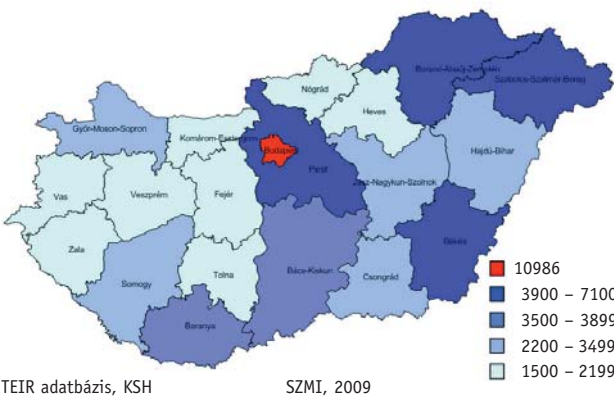 Borsod-Abaúj-Zemplén
Szabolcs-Szatmár-Bereg
Nógrád
Heves
Győr-Moson-Sopron
Komárom-Esztergom
Budapest
Hajdú-Bihar
Pest
Jász-Nagykun-Szolnok
Vas
Veszprém
Fejér
Zala
Békés
Somogy
Tolna
Bács-Kiskun
Csongrád
Baranya
10986
3900 – 7100
3500 – 3899
2200 – 3499
1500 – 2199
TEIR adatbázis, KSH SZMI, 2009